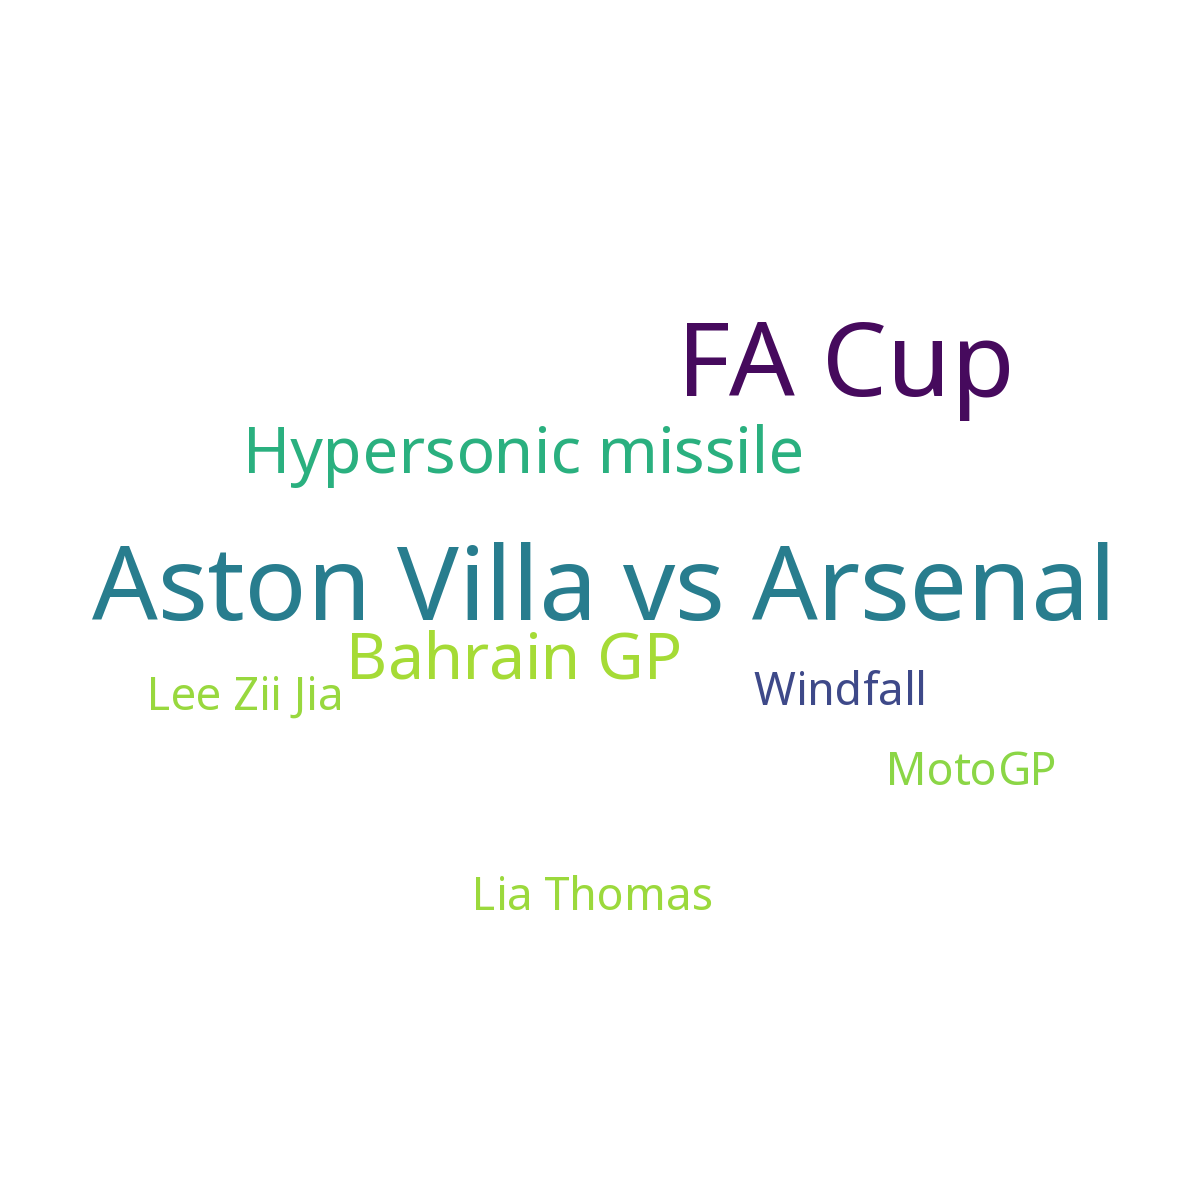 FA Cup
Hypersonic missile
Aston Villa vs Arsenal
Bahrain GP
Lee Zii Jia
Windfall
MotoGP
Lia Thomas